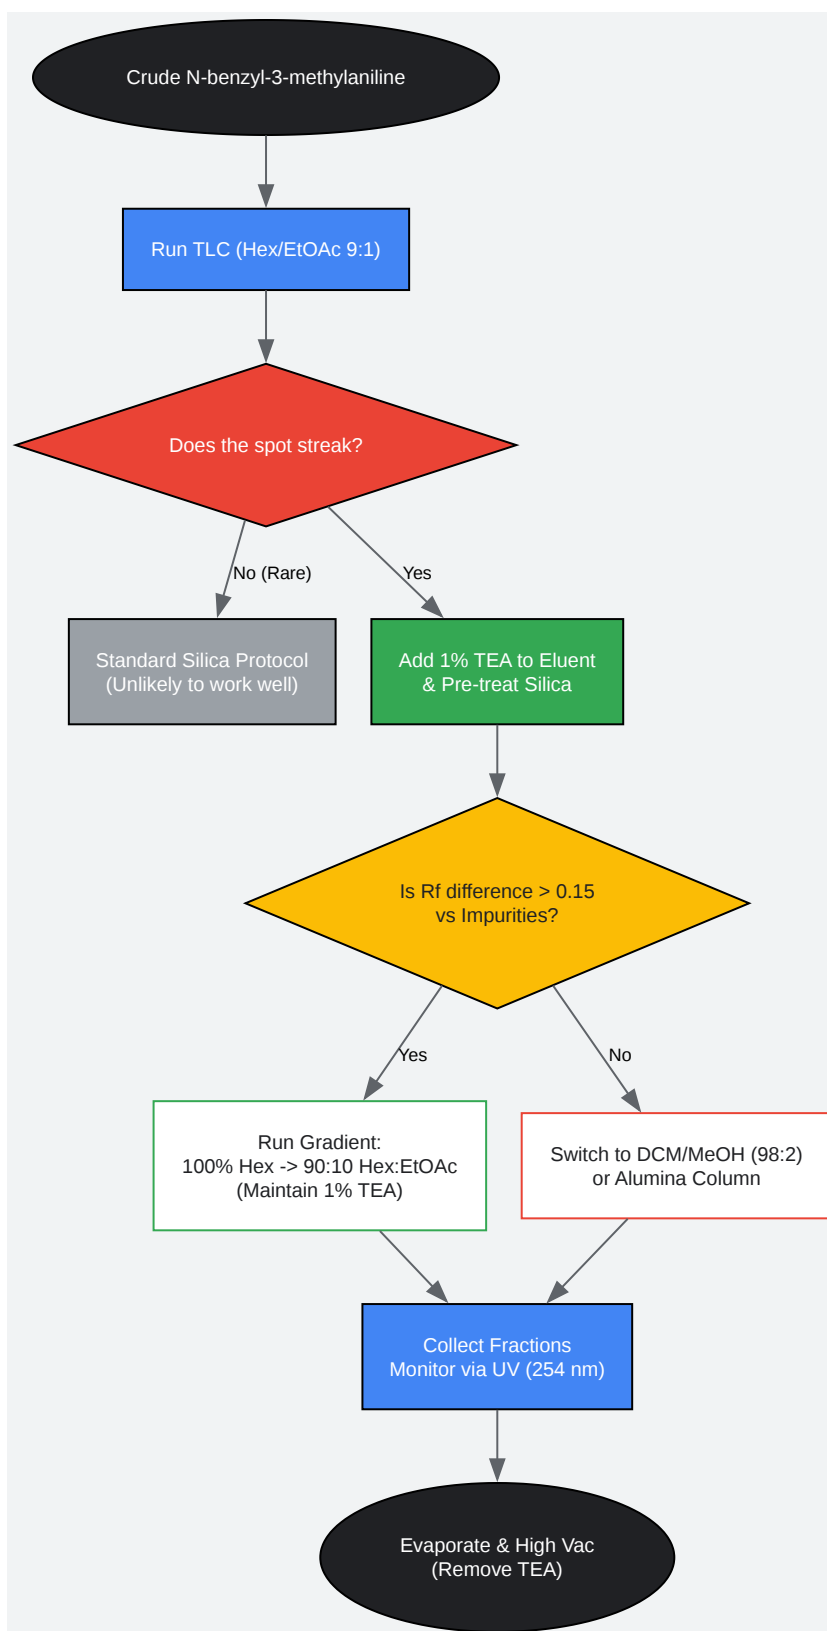 Crude N-benzyl-3-methylaniline
Run TLC (Hex/EtOAc 9:1)
Does the spot streak?
No (Rare)
Yes
Standard Silica Protocol
(Unlikely to work well)
Add 1% TEA to Eluent
& Pre-treat Silica
Is Rf difference > 0.15
vs Impurities?
Yes
No
Run Gradient:
100% Hex -> 90:10 Hex:EtOAc
(Maintain 1% TEA)
Switch to DCM/MeOH (98:2)
or Alumina Column
Collect Fractions
Monitor via UV (254 nm)
Evaporate & High Vac
(Remove TEA)